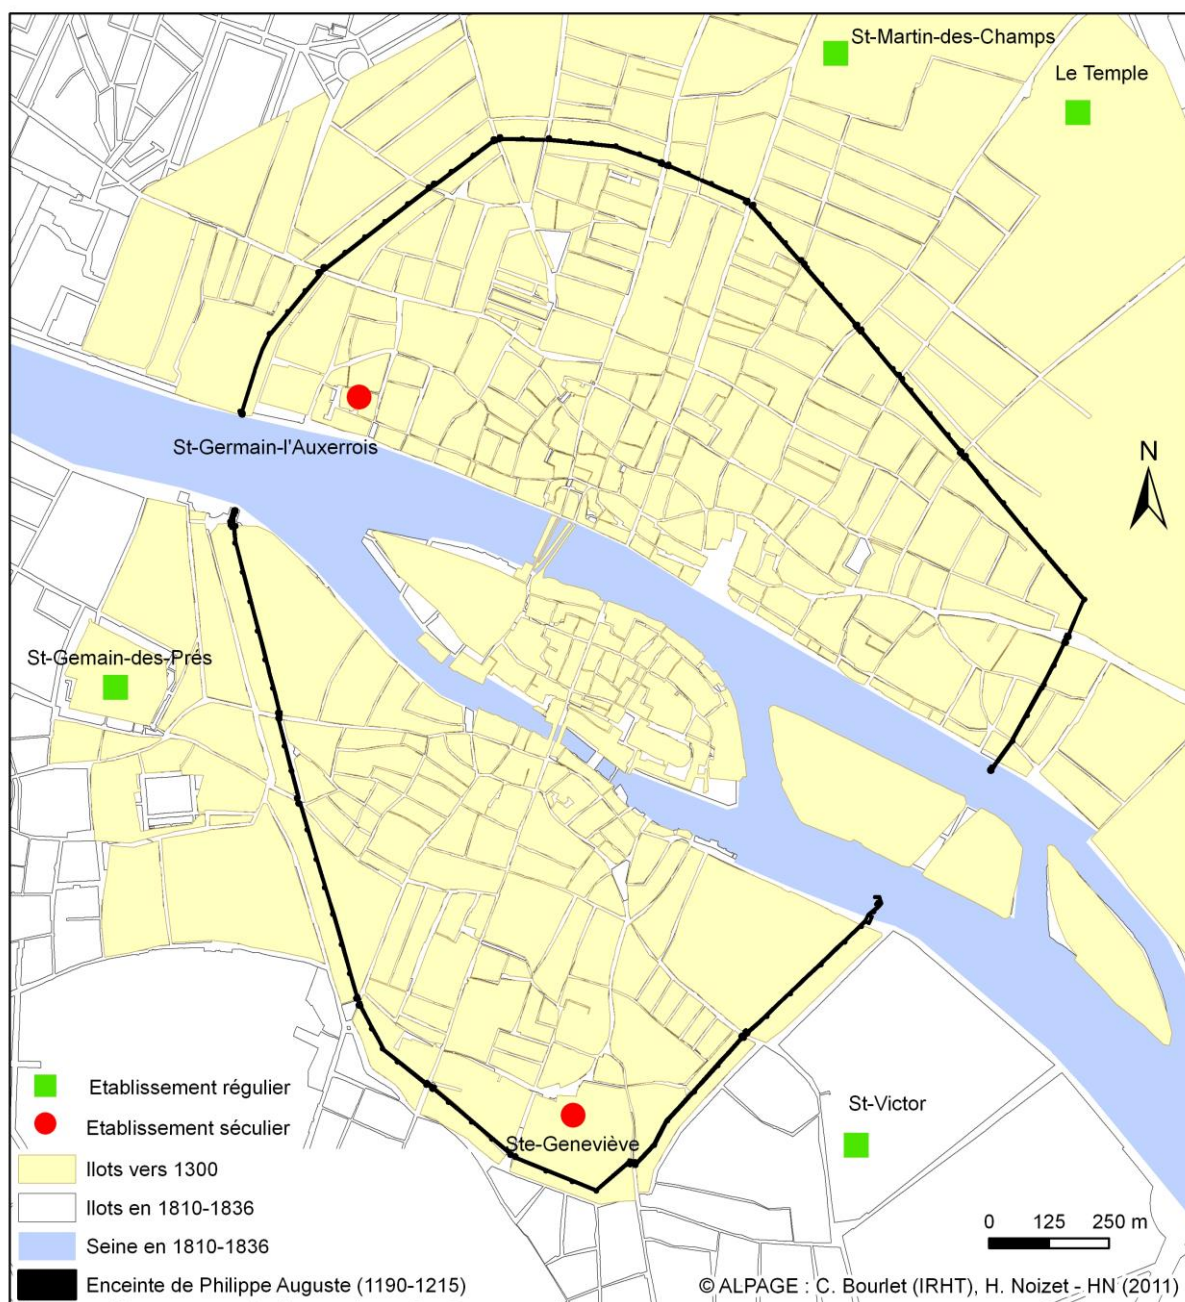 St-Martin-des-Champs
Le Temple
St-Germain-l'Auxerrois
N
St-Gemain-des-Prés
St-Victor
Ste-Geneviève
Etablissement régulier
Etablissement séculier
Ilots vers 1300
Ilots en 1810-1836
Seine en 1810-1836
Enceinte de Philippe Auguste (1190-1215)
0 125 250 m
© ALPAGE : C. Bourlet (IRHT), H. Noizet - HN (2011)